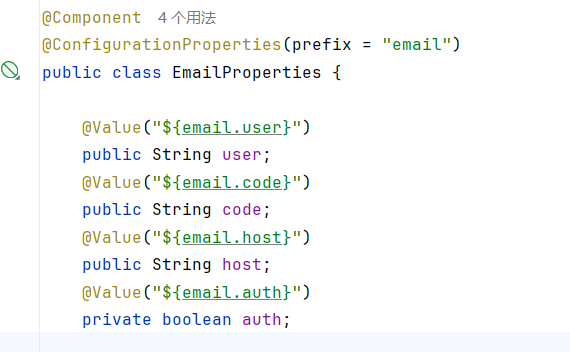 @Component 4个用法
@ConfigurationProperties(prefix = "email")
public class EmailProperties {
@Value("${email.user}")
public String user;
@Value("${email.code}")
public String code;
@Value("${email.host}")
public String host;
@Value("${email.auth}")
private boolean auth;